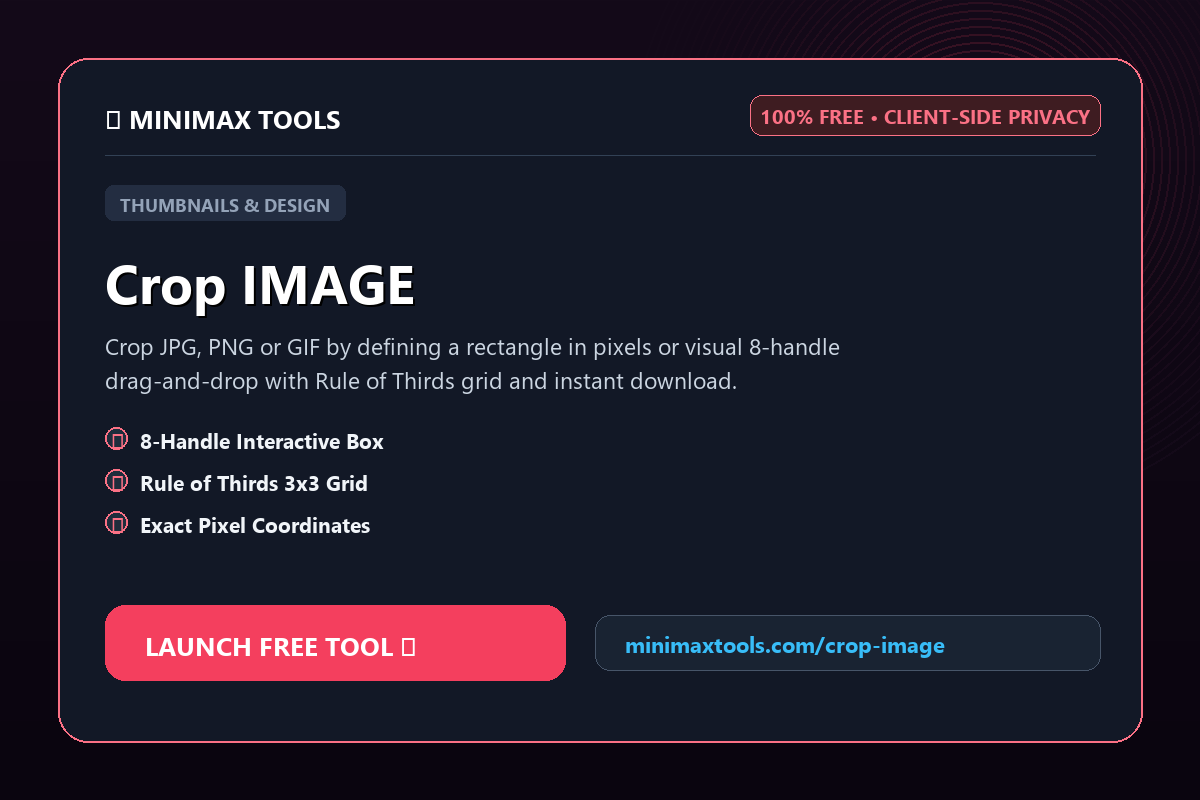 MINIMAX TOOLS
100% FREE • CLIENT-SIDE PRIVACY
THUMBNAILS & DESIGN
Crop IMAGE
Crop JPG, PNG or GIF by defining a rectangle in pixels or visual 8-handle
drag-and-drop with Rule of Thirds grid and instant download.
8-Handle Interactive Box
Rule of Thirds 3x3 Grid
Exact Pixel Coordinates
LAUNCH FREE TOOL
minimaxtools.com/crop-image